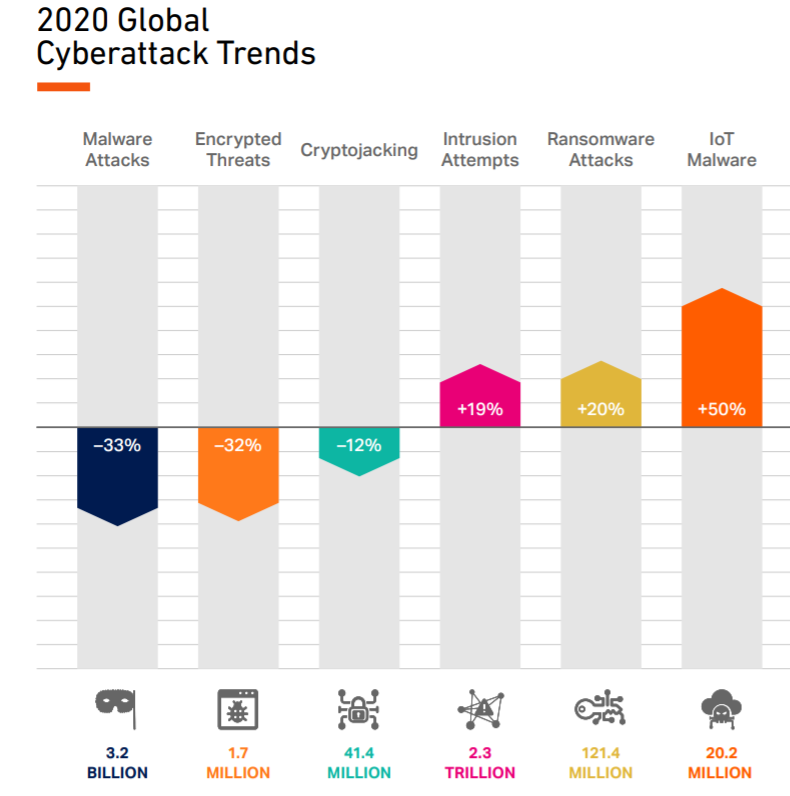 2020 Global
Cyberattack Trends
Malware
Attacks
Encrypted
Threats
Cryptojacking
Intrusion
Attempts
Ransomware
Attacks
IoT
Malware
–33%
–32%
–12%
+19%
+20%
+50%
3.2
BILLION
1.7
MILLION
41.4
MILLION
2.3
TRILLION
121.4
MILLION
20.2
MILLION